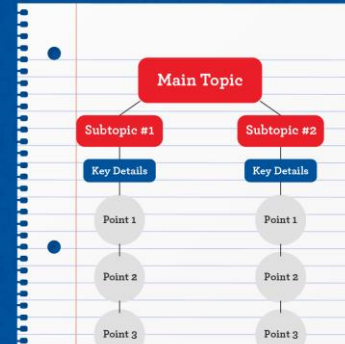 Main Topic
Subtopic #1
Subtopic #2
Key Details
Key Details
Point 1
Point 1
Point 2
Point 2
Point 3
Point 3